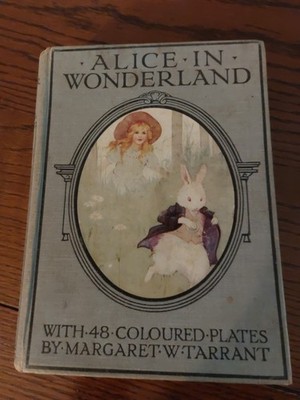 ·ALICE·IN·
WONDERLAND
WITH·48·COLOURED·PLATES
BY·MARGARET·W·TARRANT